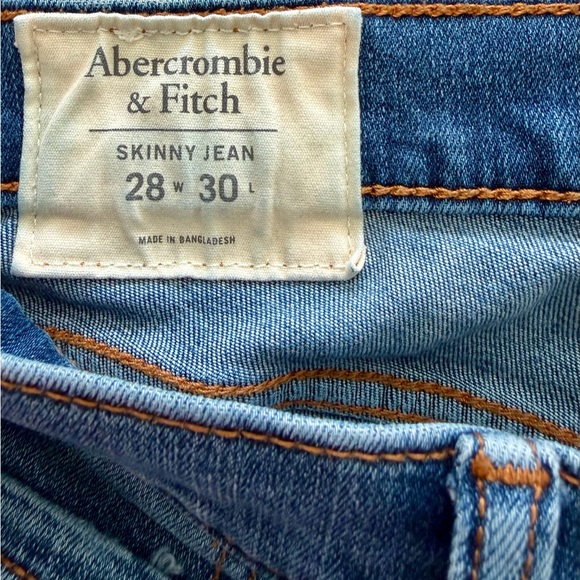 Abercrombie
& Fitch
SKINNY JEAN
28 W 30 L
MADE IN BANGLADESH